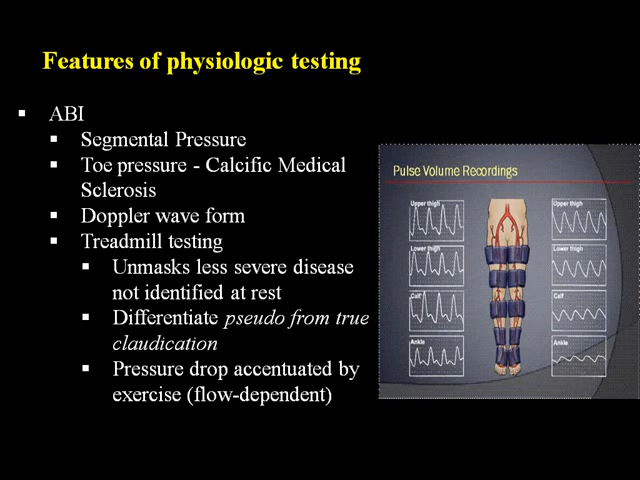 Features of physiologic testing
▪ ABI
▪ Segmental Pressure
▪ Toe pressure - Calcific Medical
Sclerosis
▪ Doppler wave form
▪ Treadmill testing
▪ Unmasks less severe disease
not identified at rest
▪ Differentiate pseudo from true
claudication
▪ Pressure drop accentuated by
exercise (flow-dependent)
Pulse Volume Recordings
Upper thigh
Lower thigh
Calf
Ankle
Upper thigh
Lower thigh
Calf
Ankle